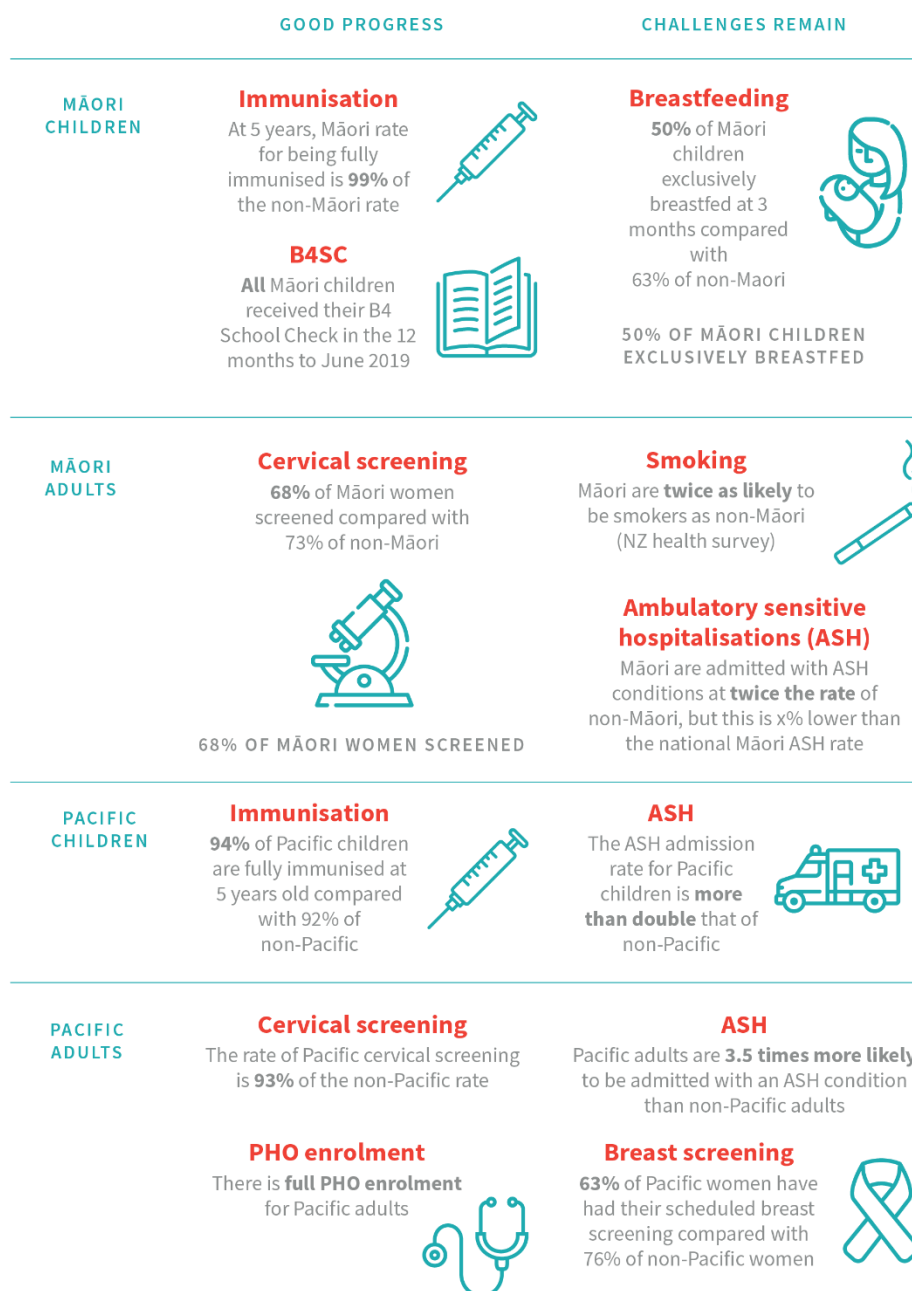 GOOD PROGRESS
CHALLENGES REMAIN
MĀORI
CHILDREN
Immunisation
At 5 years, Māori rate
for being fully
immunised is 99% of
the non-Māori rate
B4SC
All Māori children
received their B4
School Check in the 12
months to June 2019
Breastfeeding
50% of Māori
children
exclusively
breastfed at 3
months compared
with
63% of non-Maori
50% OF MĀORI CHILDREN
EXCLUSIVELY BREASTFED
MĀORI
ADULTS
Cervical screening
68% of Māori women
screened compared with
73% of non-Māori
68% OF MĀORI WOMEN SCREENED
Smoking
Māori are twice as likely to
be smokers as non-Māori
(NZ health survey)
Ambulatory sensitive
hospitalisations (ASH)
Māori are admitted with ASH
conditions at twice the rate of
non-Māori, but this is x% lower than
the national Māori ASH rate
PACIFIC
CHILDREN
Immunisation
94% of Pacific children
are fully immunised at
5 years old compared
with 92% of
non-Pacific
ASH
The ASH admission
rate for Pacific
children is more
than double that of
non-Pacific
PACIFIC
ADULTS
Cervical screening
The rate of Pacific cervical screening
is 93% of the non-Pacific rate
PHO enrolment
There is full PHO enrolment
for Pacific adults
ASH
Pacific adults are 3.5 times more likely
to be admitted with an ASH condition
than non-Pacific adults
Breast screening
63% of Pacific women have
had their scheduled breast
screening compared with
76% of non-Pacific women